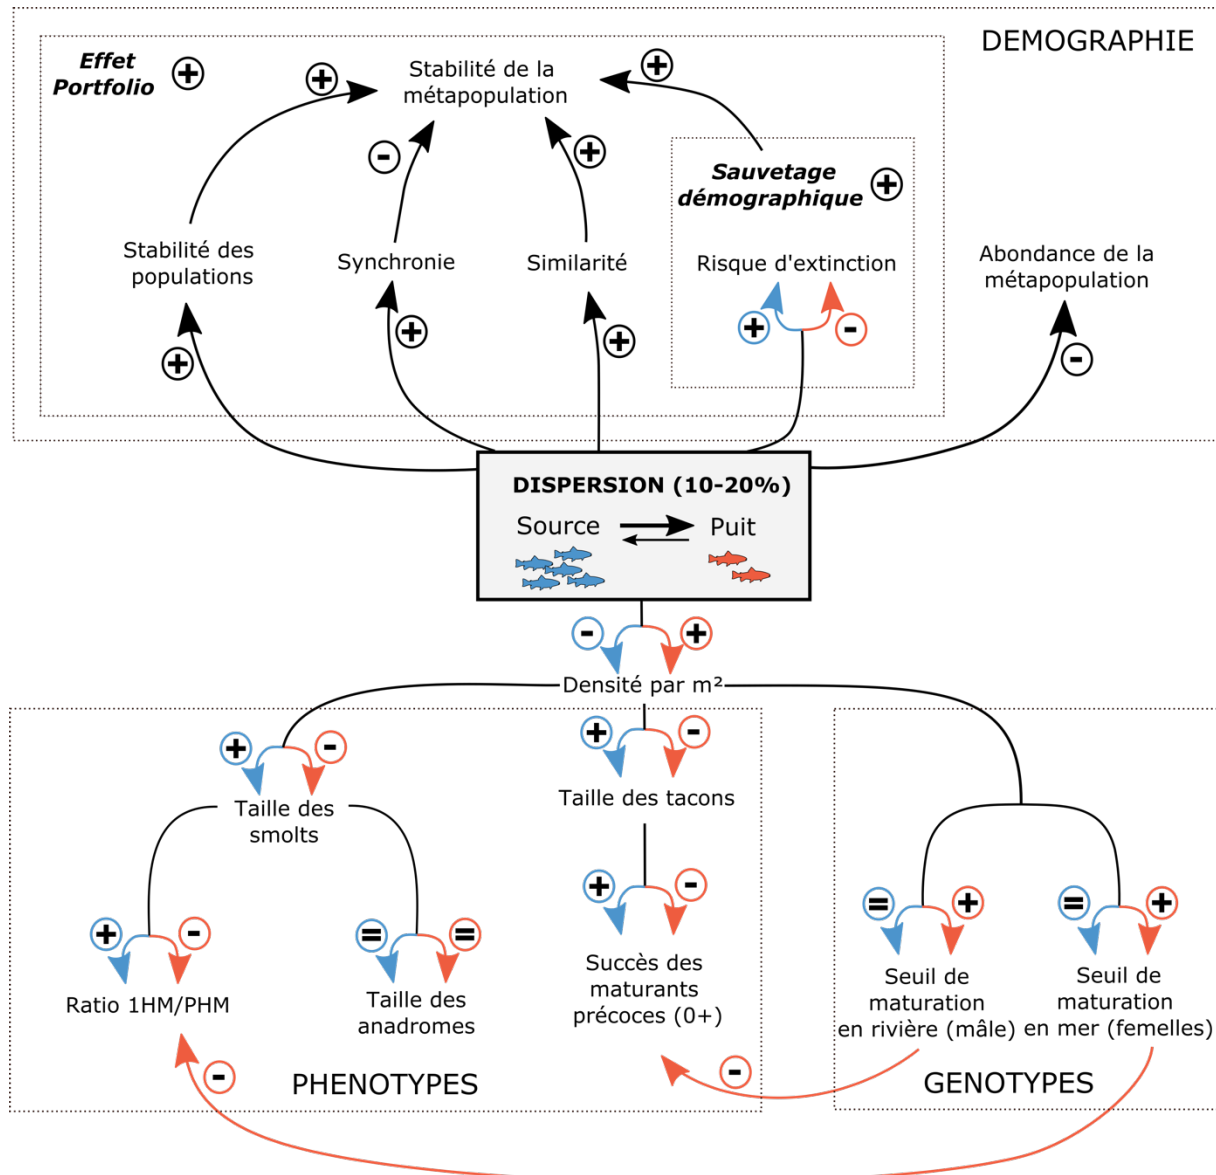 DEMOGRAPHIE
Effet
Portfolio
+
+
Stabilité de la
métapopulation
+
-
+
Sauvetage
démographique
+
Stabilité des
populations
Synchronie
Similarité
Risque d'extinction
Abondance de la
métapopulation
+
+
+
+
-
-
DISPERSION (10-20%)
Source
Puit
-
+
Densité par m²
+
-
Taille des
smolts
+
-
Taille des tacons
+
-
Ratio 1HM/PHM
=
=
Taille des
anadromes
+
-
Succès des
maturants
précoces (0+)
=
+
Seuil de
maturation
en rivière (mâle)
=
+
Seuil de
maturation
en mer (femelles)
-
-
PHENOTYPES
GENOTYPES